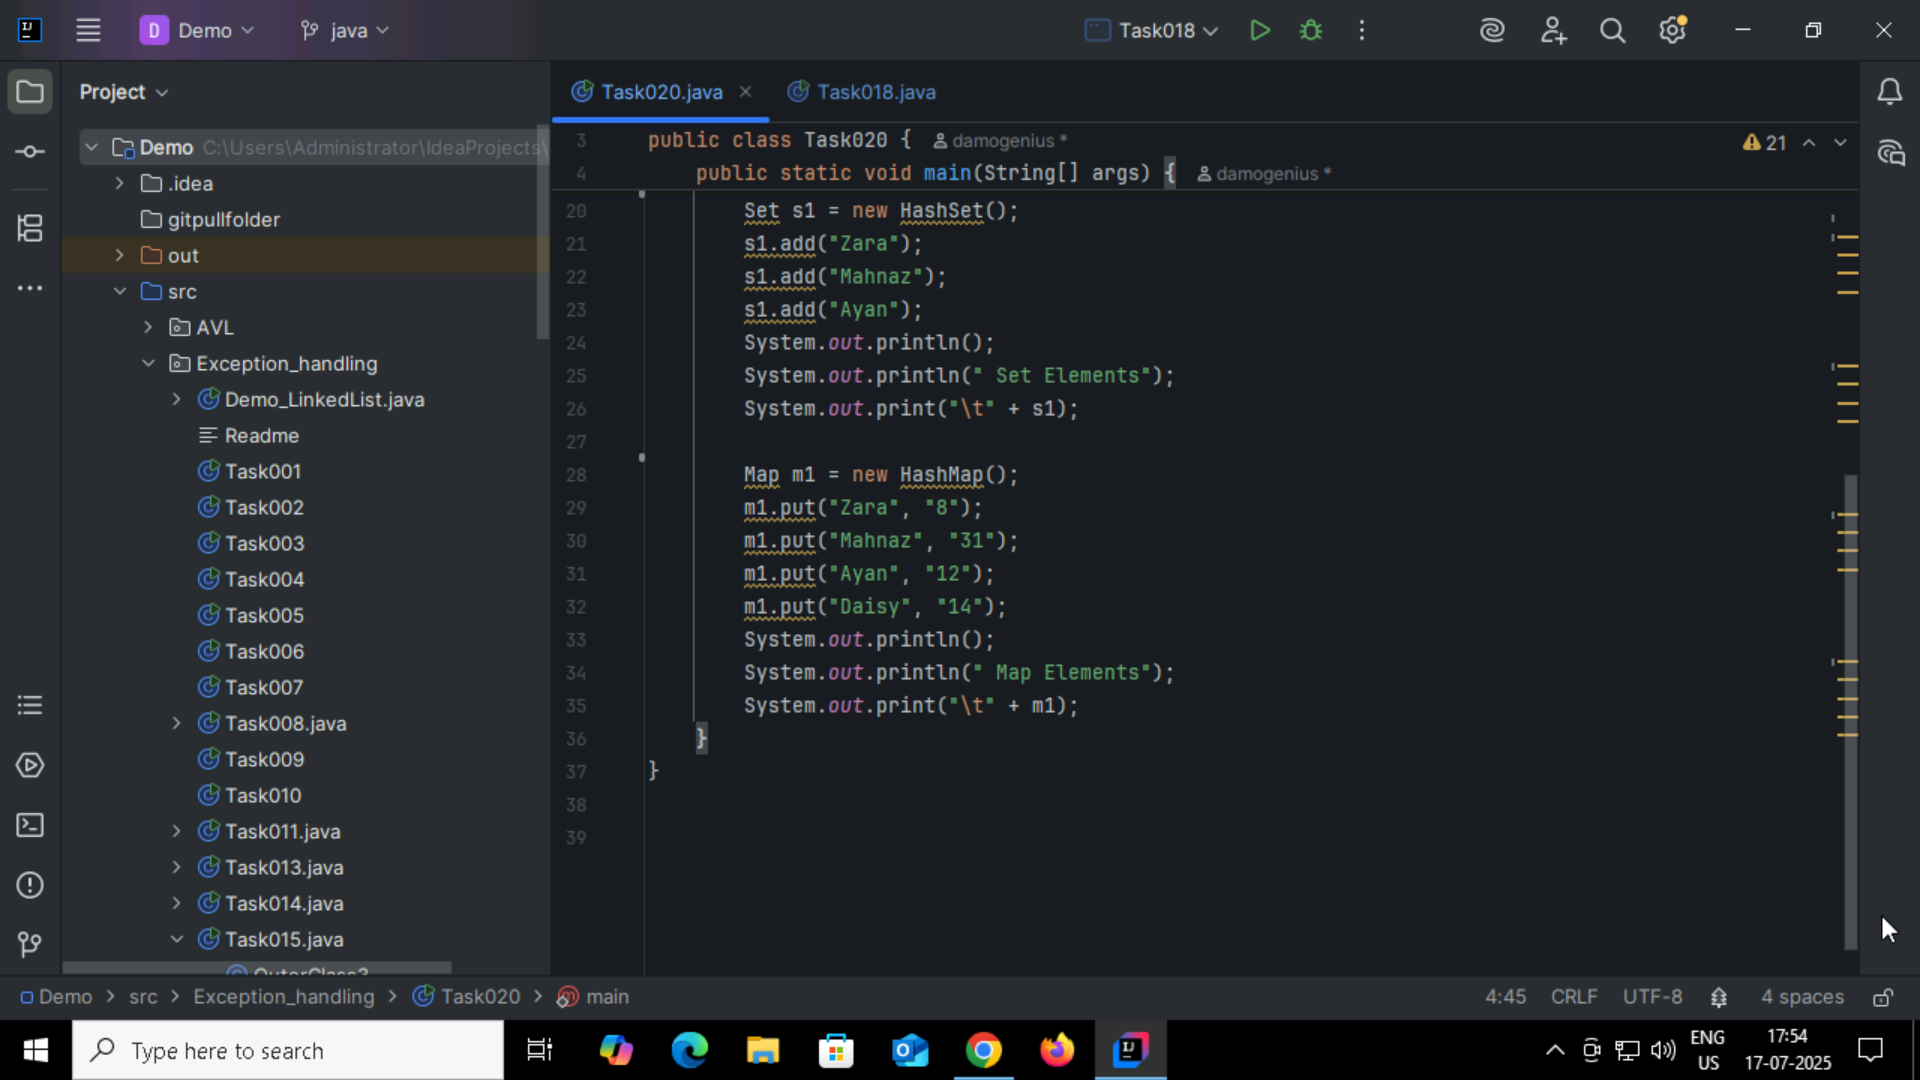 D Demo
java
Task018
Project
Task020.java
Task018.java
Demo C:\Users\Administrator\IdeaProjects\
.idea
gitpullfolder
out
src
AVL
Exception_handling
Demo_LinkedList.java
Readme
Task001
Task002
Task003
Task004
Task005
Task006
Task007
Task008.java
Task009
Task010
Task011.java
Task013.java
Task014.java
Task015.java
OuterClass3
3 public class Task020 { damogenius *
4 public static void main(String[] args) { damogenius *
21
20 Set s1 = new HashSet();
21 s1.add("Zara");
22 s1.add("Mahnaz");
23 s1.add("Ayan");
24 System.out.println();
25 System.out.println(" Set Elements");
26 System.out.print("\t" + s1);
27
28 Map m1 = new HashMap();
29 m1.put("Zara", "8");
30 m1.put("Mahnaz", "31");
31 m1.put("Ayan", "12");
32 m1.put("Daisy", "14");
33 System.out.println();
34 System.out.println(" Map Elements");
35 System.out.print("\t" + m1);
36 }
37 }
38
39
Demo > src > Exception_handling > Task020 > main
4:45 CRLF UTF-8 4 spaces
Type here to search
ENG
US
17:54
17-07-2025